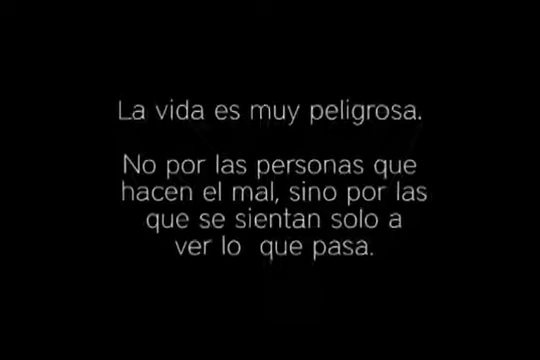 La vida es muy peligrosa.
No por las personas que
hacen el mal, sino por las
que se sientan solo a
ver lo que pasa.